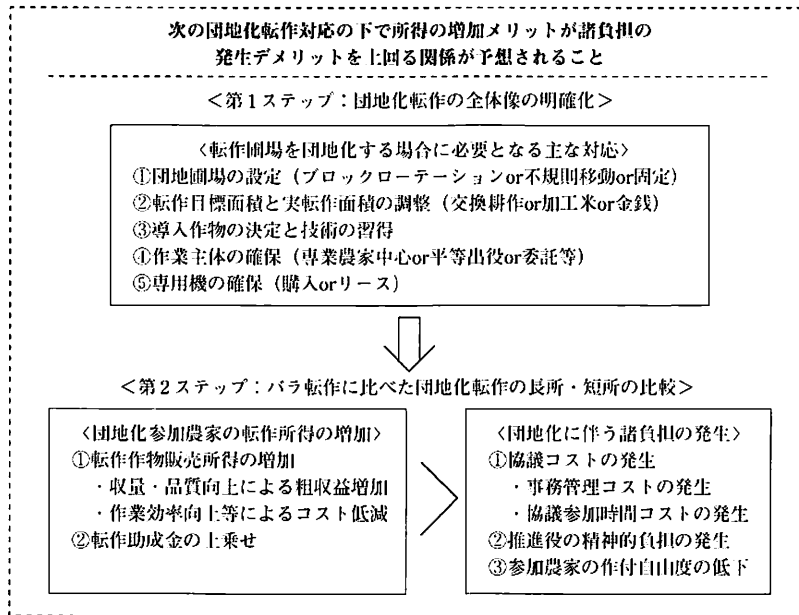 次の団地化転作対応の下で所得の増加メリットが諸負担の
発生デメリットを上回る関係が予想されること
<第1ステップ:団地化転作の全体像の明確化>
〈転作圃場を団地化する場合に必要となる主な対応〉
①団地圃場の設定(ブロックローテーションor不規則移動or固定)
②転作目標面積と実転作面積の調整(交換耕作or加工米or金銭)
③導入作物の決定と技術の習得
④作業主体の確保(専業農家中心or平等出役or委託等)
⑤専用機の確保(購入orリース)
<第2ステップ:バラ転作に比べた団地化転作の長所・短所の比較>
〈団地化参加農家の転作所得の増加〉
①転作作物販売所得の増加
・収量・品質向上による粗収益増加
・作業効率向上等によるコスト低減
②転作助成金の上乗せ
〈団地化に伴う諸負担の発生〉
①協議コストの発生
・事務管理コストの発生
・協議参加時間コストの発生
②推進役の精神的負担の発生
③参加農家の作付自由度の低下